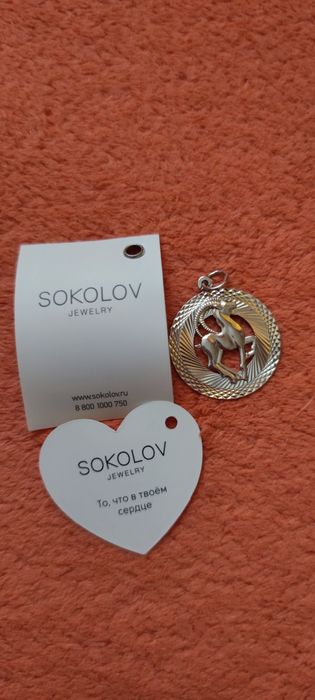 SOKOLOV
JEWELRY
www.sokolov.ru
8 800 1000 750
SOKOLOV
JEWELRY
То, что в твоём
сердце